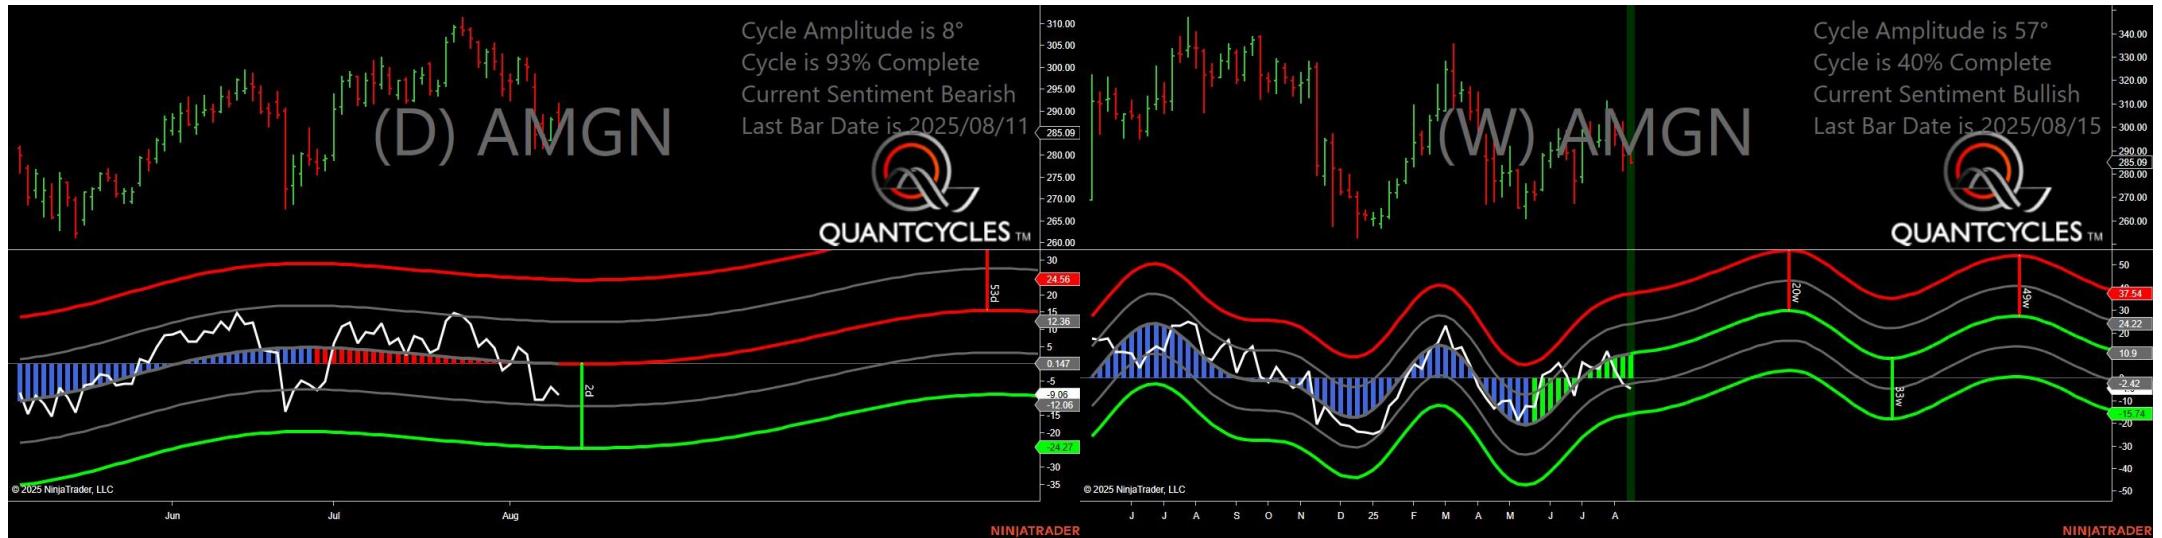 Cycle Amplitude is 8°
Cycle is 93% Complete
Current Sentiment Bearish
Last Bar Date is 2025/08/11
(D) AMGN
QUANTCYCLES TM
310.00
305.00
300.00
295.00
290.00
285.09
280.00
275.00
270.00
265.00
260.00
30
24.56
20
15
12.36
10
5
0.147
-5
-9.06
-12.06
-15
-20
-24.27
-30
-35
53d
2d
© 2025 NinjaTrader, LLC
Jun Jul Aug
NINJATRADER
Cycle Amplitude is 57°
Cycle is 40% Complete
Current Sentiment Bullish
Last Bar Date is 2025/08/15
(W) AMGN
QUANTCYCLES TM
340.00
330.00
320.00
310.00
300.00
290.00
285.09
280.00
270.00
260.00
50
37.54
30
24.22
20
10.9
-2.42
-10
-15.74
-20
-30
-40
-50
20w
33w
49w
© 2025 NinjaTrader, LLC
J J A S O N D 25 F M A M J J A
NINJATRADER